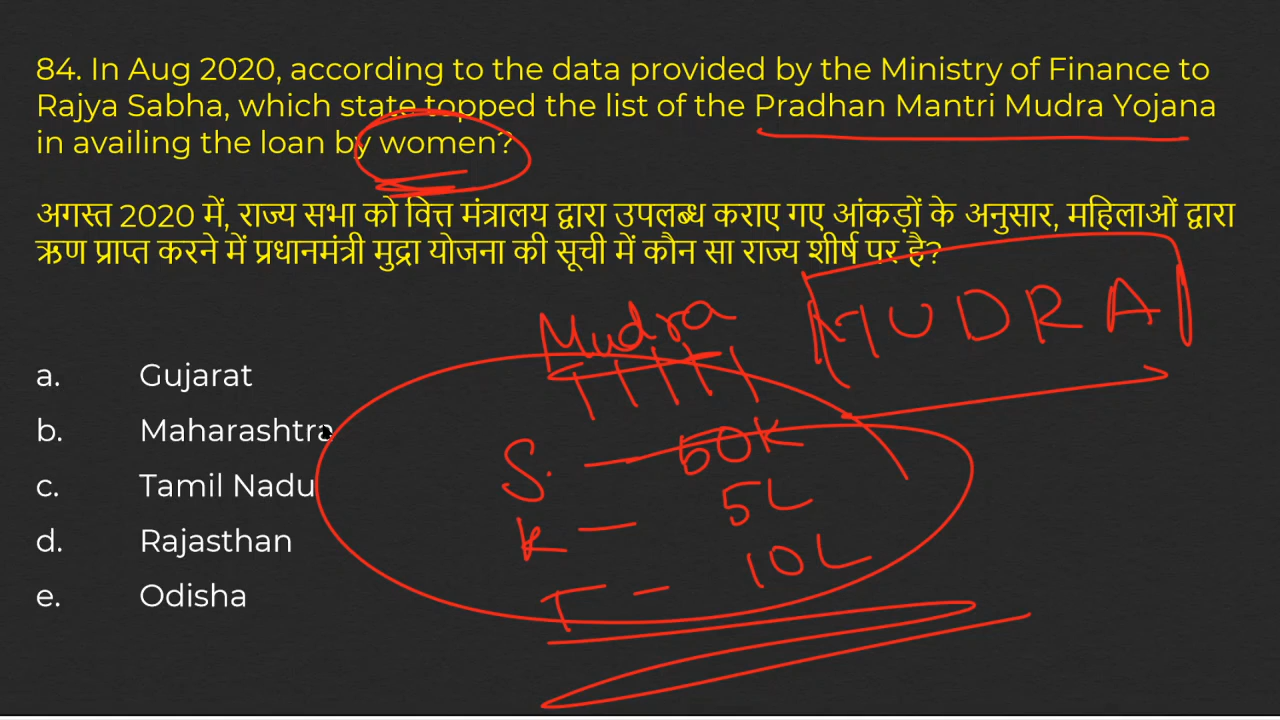 84. In Aug 2020, according to the data provided by the Ministry of Finance to
Rajya Sabha, which state topped the list of the Pradhan Mantri Mudra Yojana
in availing the loan by women?
अगस्त 2020 में, राज्य सभा को वित्त मंत्रालय द्वारा उपलब्ध कराए गए आंकड़ों के अनुसार, महिलाओं द्वारा
ऋण प्राप्त करने में प्रधानमंत्री मुद्रा योजना की सूची में कौन सा राज्य शीर्ष पर है?
Mudra
MUDRA
a. Gujarat
b. Maharashtra
c. Tamil Nadu
d. Rajasthan
e. Odisha
S. — 50K
K — 5L
T — 10L